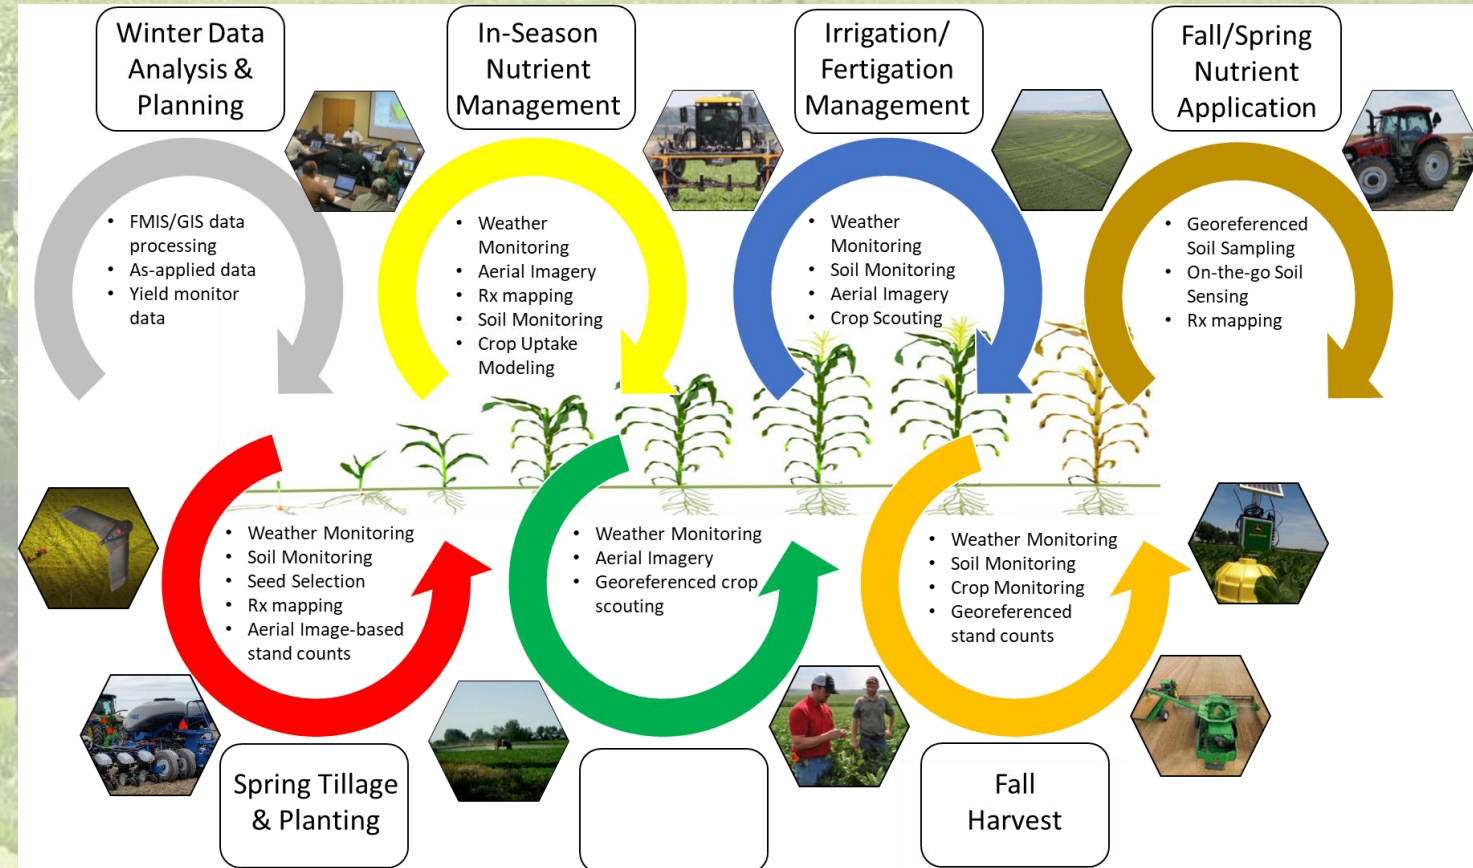 Winter Data
Analysis &
Planning
• FMIS/GIS data
processing
• As-applied data
• Yield monitor
data
Spring Tillage
& Planting
• Weather Monitoring
• Soil Monitoring
• Seed Selection
• Rx mapping
• Aerial Image-based
stand counts
In-Season
Nutrient
Management
• Weather
Monitoring
• Aerial Imagery
• Rx mapping
• Soil Monitoring
• Crop Uptake
Modeling
• Weather Monitoring
• Aerial Imagery
• Georeferenced crop
scouting
Irrigation/
Fertigation
Management
• Weather
Monitoring
• Soil Monitoring
• Aerial Imagery
• Crop Scouting
Fall
Harvest
• Weather Monitoring
• Soil Monitoring
• Crop Monitoring
• Georeferenced
stand counts
Fall/Spring
Nutrient
Application
• Georeferenced
Soil Sampling
• On-the-go Soil
Sensing
• Rx mapping